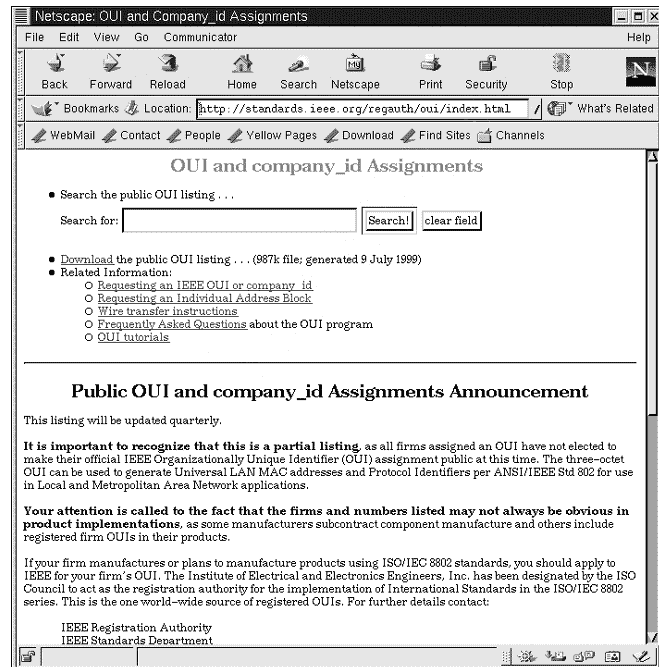 Netscape: OUI and Company_id Assignments
File Edit View Go Communicator Help
Back Forward Reload Home Search Netscape Print Security Stop
My
N
Bookmarks Location: http://standards.ieee.org/regauth/oui/index.html What's Related
WebMail Contact People Yellow Pages Download Find Sites Channels
OUI and company_id Assignments
Search the public OUI listing . . .
Search for: Search! clear field
Download the public OUI listing . . . (987k file; generated 9 July 1999)
Related Information:
Requesting an IEEE OUI or company_id
Requesting an Individual Address Block
Wire transfer instructions
Frequently Asked Questions about the OUI program
OUI tutorials
Public OUI and company_id Assignments Announcement
This listing will be updated quarterly.
It is important to recognize that this is a partial listing, as all firms assigned an OUI have not elected to
make their official IEEE Organizationally Unique Identifier (OUI) assignment public at this time. The three-octet
OUI can be used to generate Universal LAN MAC addresses and Protocol Identifiers per ANSI/IEEE Std 802 for use
in Local and Metropolitan Area Network applications.
Your attention is called to the fact that the firms and numbers listed may not always be obvious in
product implementations, as some manufacturers subcontract component manufacture and others include
registered firm OUIs in their products.
If your firm manufactures or plans to manufacture products using ISO/IEC 8802 standards, you should apply to
IEEE for your firm's OUI. The Institute of Electrical and Electronics Engineers, Inc. has been designated by the ISO
Council to act as the registration authority for the implementation of International Standards in the ISO/IEC 8802
series. This is the one world-wide source of registered OUIs. For further details contact:
IEEE Registration Authority
IEEE Standards Department